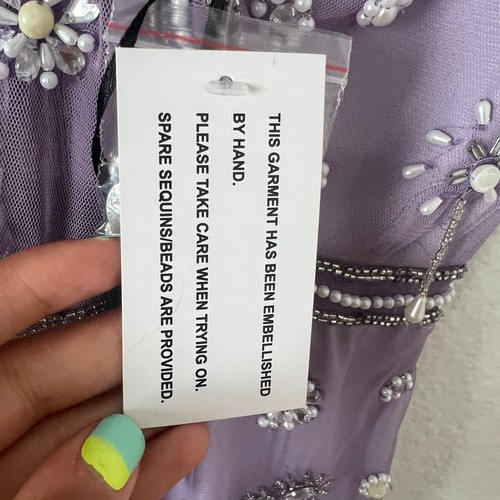 THIS GARMENT HAS BEEN EMBELLISHED
BY HAND.
PLEASE TAKE CARE WHEN TRYING ON.
SPARE SEQUINS/BEADS ARE PROVIDED.